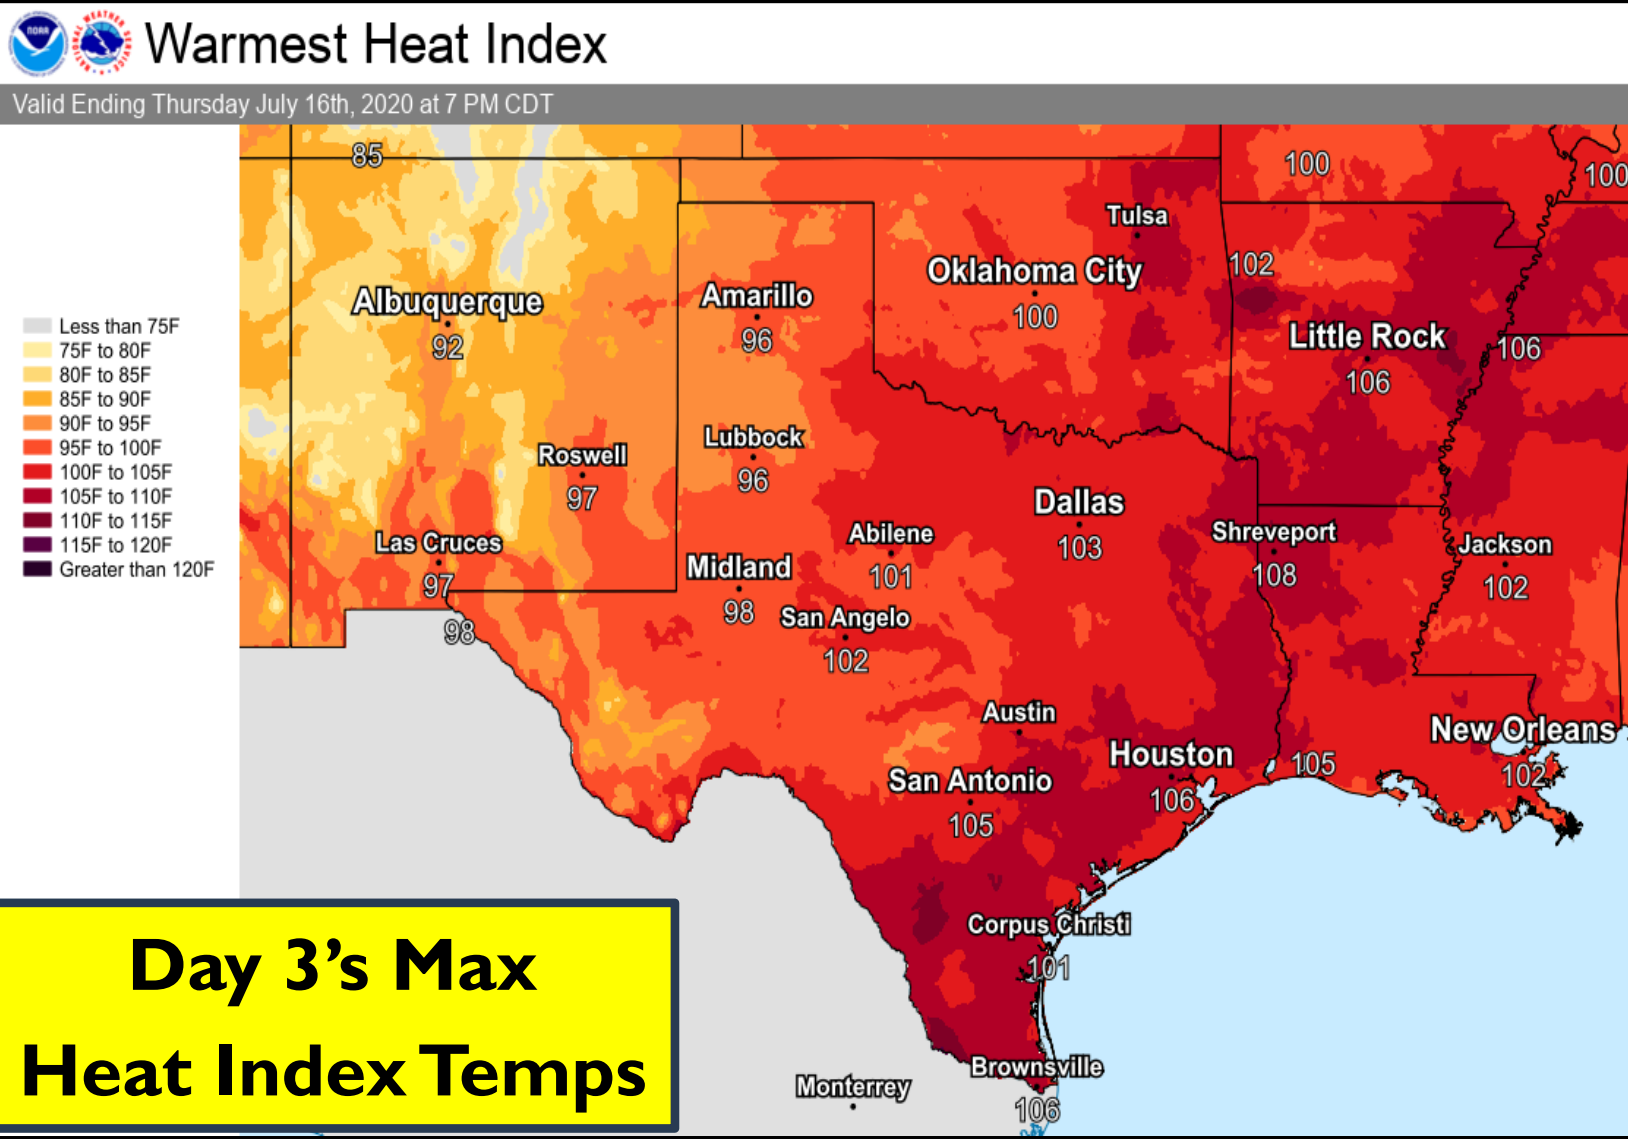 NOAA
Warmest Heat Index
Valid Ending Thursday July 16th, 2020 at 7 PM CDT
85
100
100
Tulsa
Oklahoma City
100
102
Albuquerque
92
Amarillo
96
Little Rock
106
106
Less than 75F
75F to 80F
80F to 85F
85F to 90F
90F to 95F
95F to 100F
100F to 105F
105F to 110F
110F to 115F
115F to 120F
Greater than 120F
Roswell
97
Lubbock
96
Dallas
103
Las Cruces
97
98
Midland
98
Abilene
101
Shreveport
108
Jackson
102
San Angelo
102
Austin
Houston
106
San Antonio
105
105
New Orleans
102
Corpus Christi
101
Brownsville
106
Monterrey
Day 3’s Max
Heat Index Temps